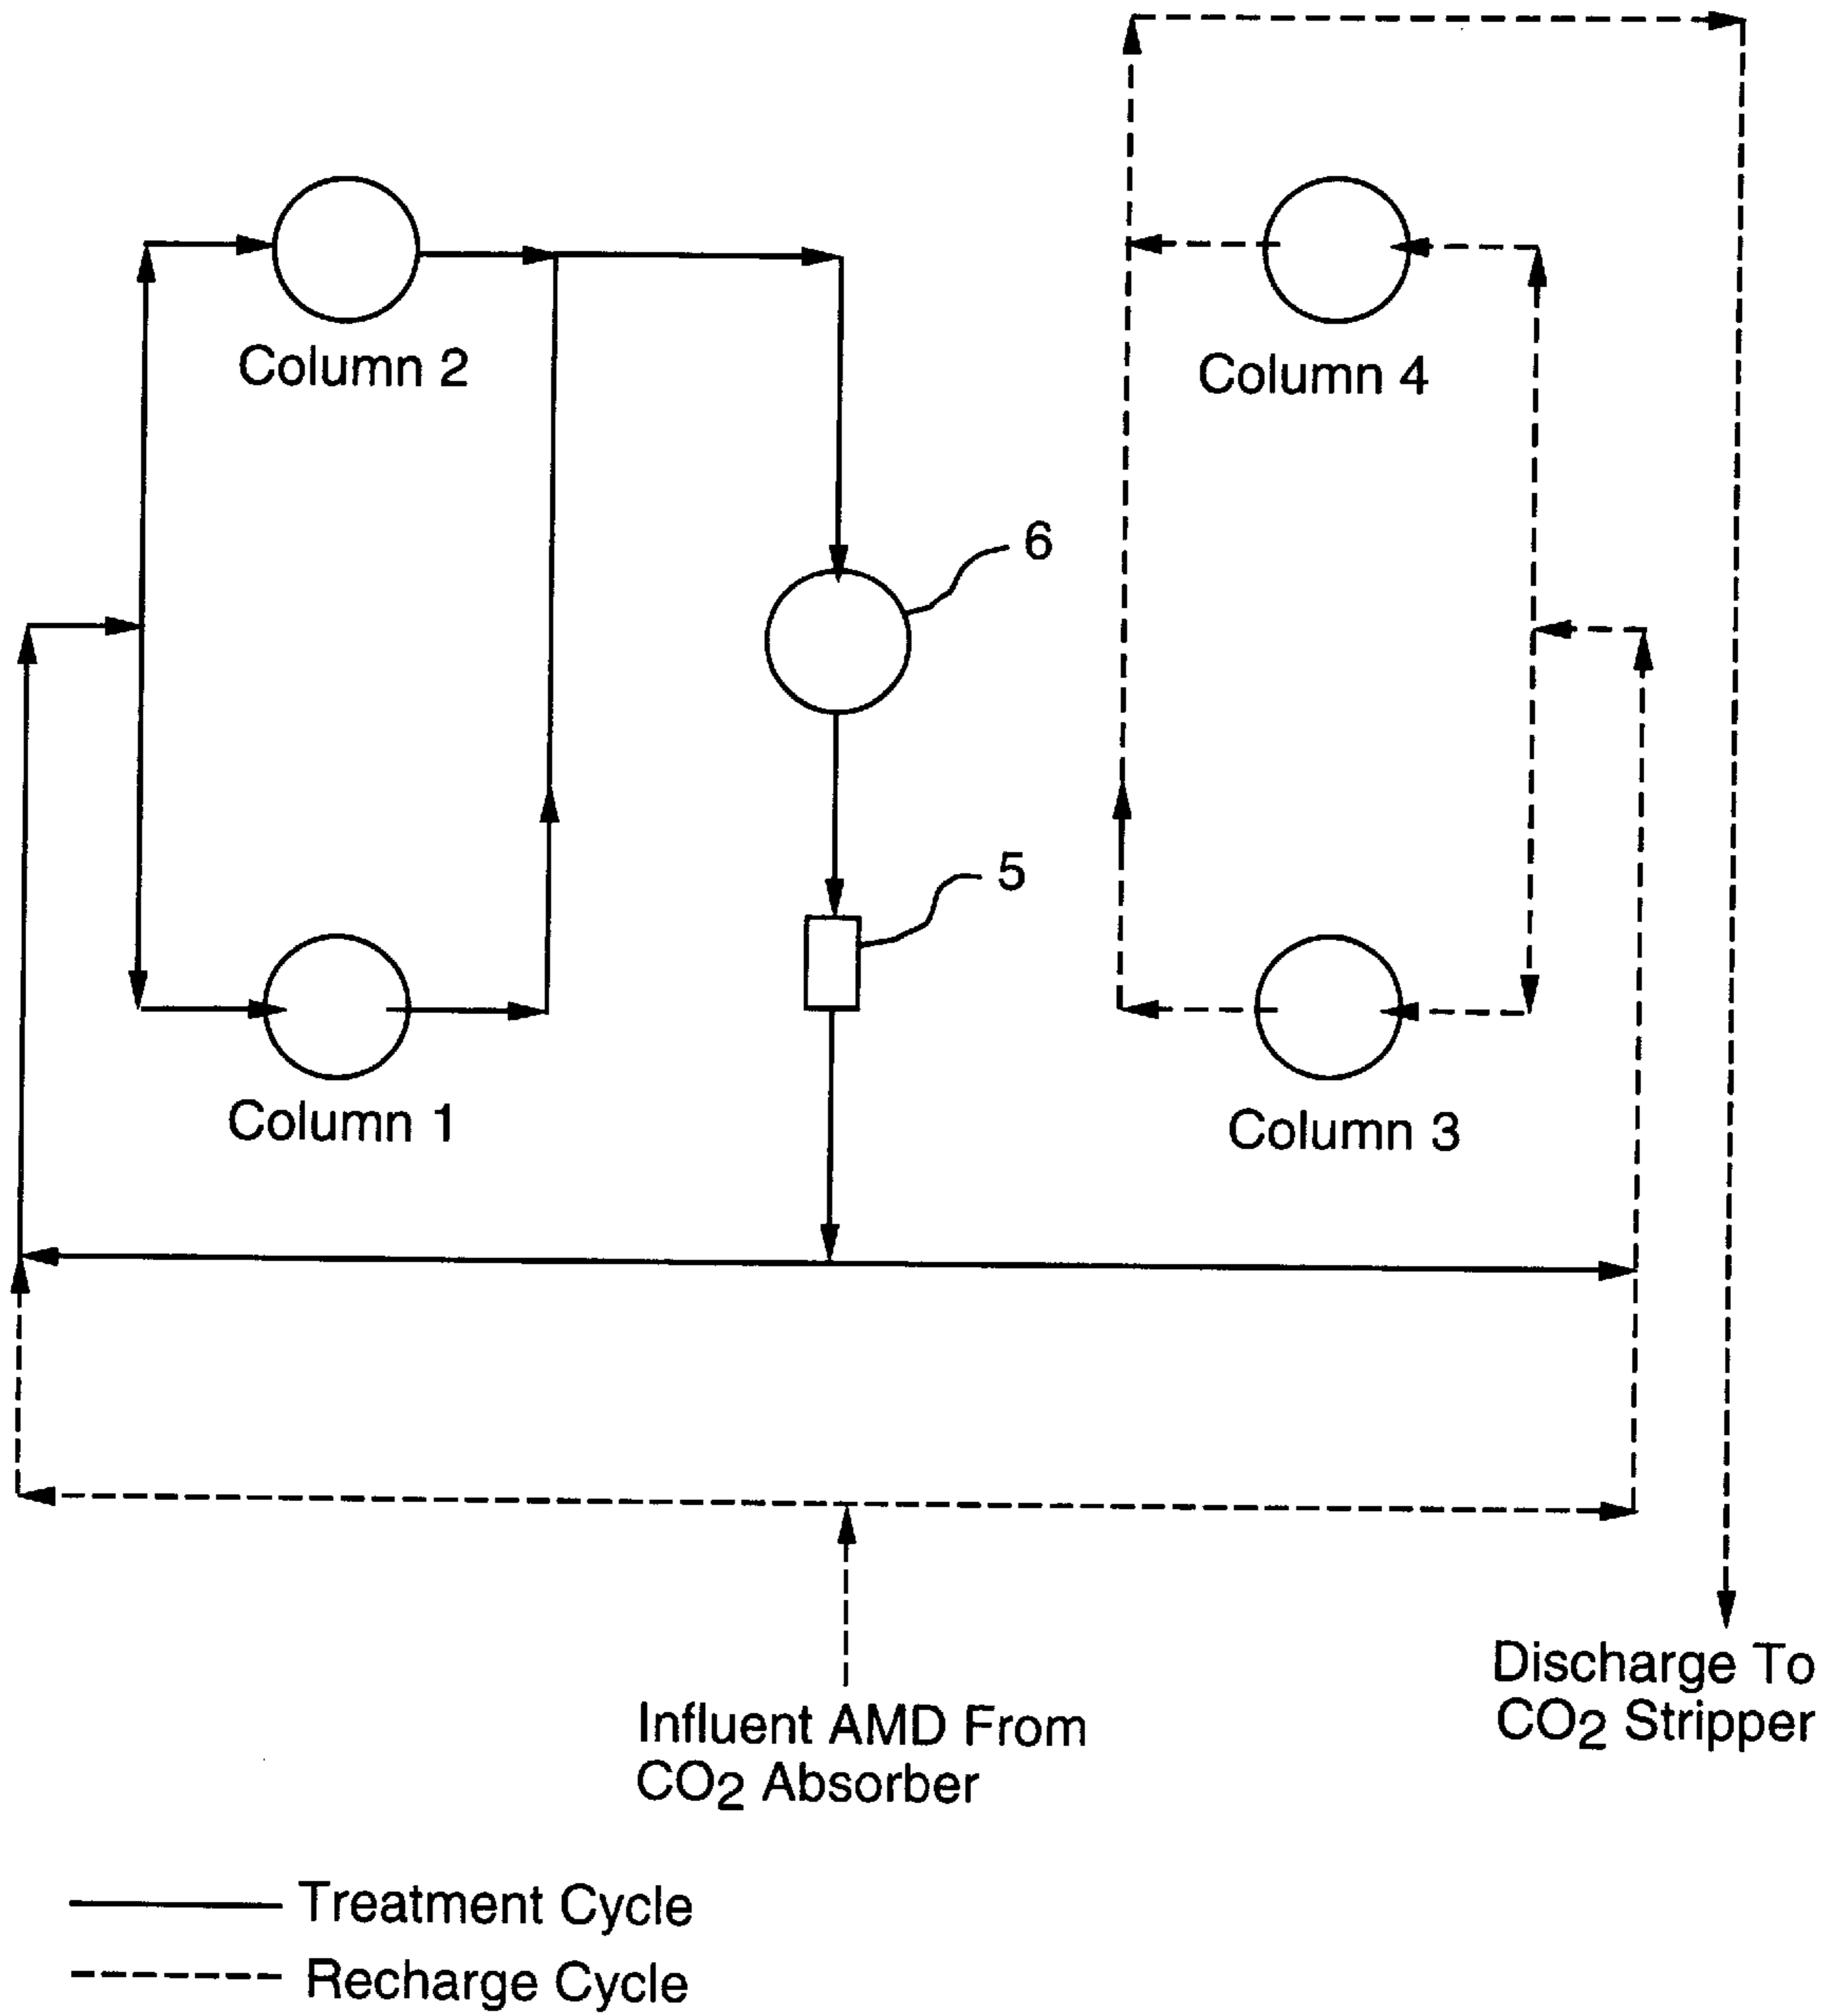 Column 2
Column 4
6
5
Column 1
Column 3
Discharge To
CO2 Stripper
Influent AMD From
CO2 Absorber
Treatment Cycle
Recharge Cycle